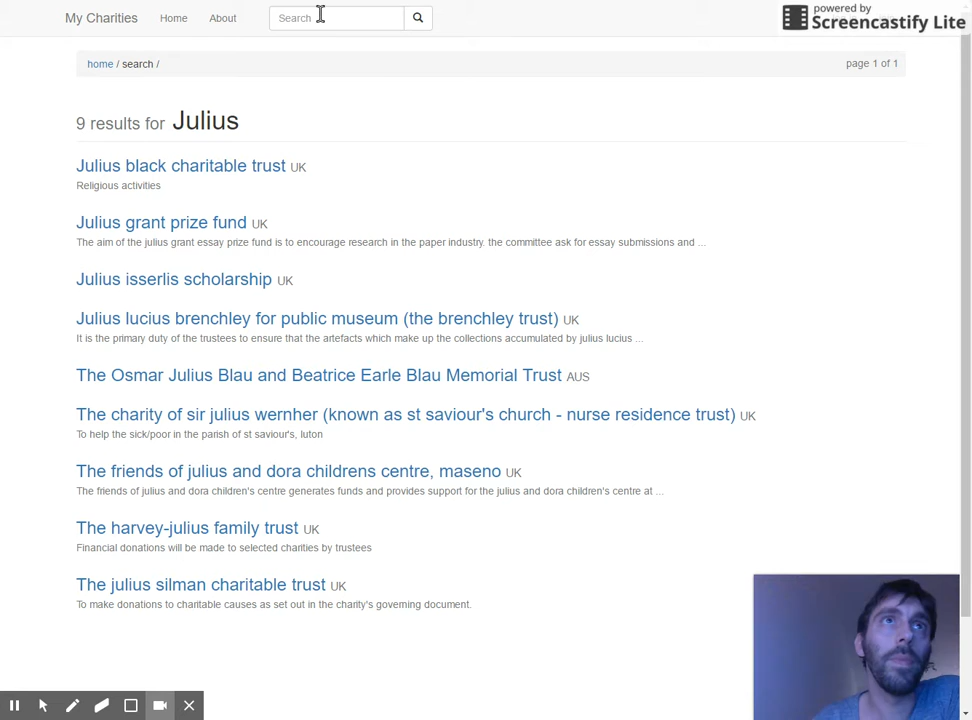 My Charities Home About Search
powered by
Screencastify Lite
home / search / page 1 of 1
9 results for Julius
Julius black charitable trust UK
Religious activities
Julius grant prize fund UK
The aim of the julius grant essay prize fund is to encourage research in the paper industry. the committee ask for essay submissions and ...
Julius isserlis scholarship UK
Julius lucius brenchley for public museum (the brenchley trust) UK
It is the primary duty of the trustees to ensure that the artefacts which make up the collections accumulated by julius lucius ...
The Osmar Julius Blau and Beatrice Earle Blau Memorial Trust AUS
The charity of sir julius wernher (known as st saviour's church - nurse residence trust) UK
To help the sick/poor in the parish of st saviour's, luton
The friends of julius and dora childrens centre, maseno UK
The friends of julius and dora children's centre generates funds and provides support for the julius and dora children's centre at ...
The harvey-julius family trust UK
Financial donations will be made to selected charities by trustees
The julius silman charitable trust UK
To make donations to charitable causes as set out in the charity's governing document.